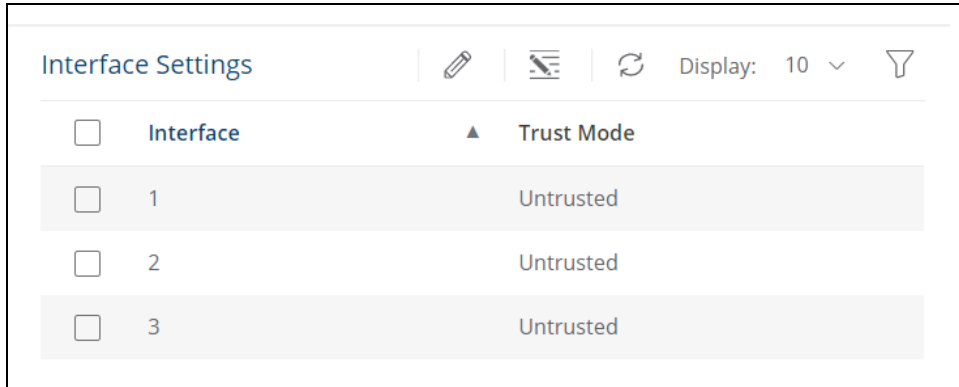 Interface Settings Display: 10
Interface Trust Mode
1 Untrusted
2 Untrusted
3 Untrusted